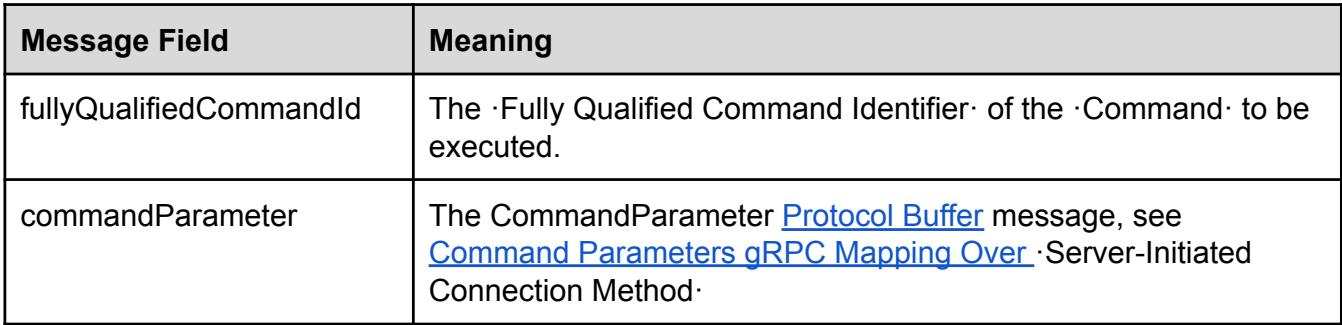 Message Field Meaning
fullyQualifiedCommandId The ·Fully Qualified Command Identifier· of the ·Command· to be
executed.
commandParameter The CommandParameter Protocol Buffer message, see
Command Parameters gRPC Mapping Over ·Server-Initiated
Connection Method·